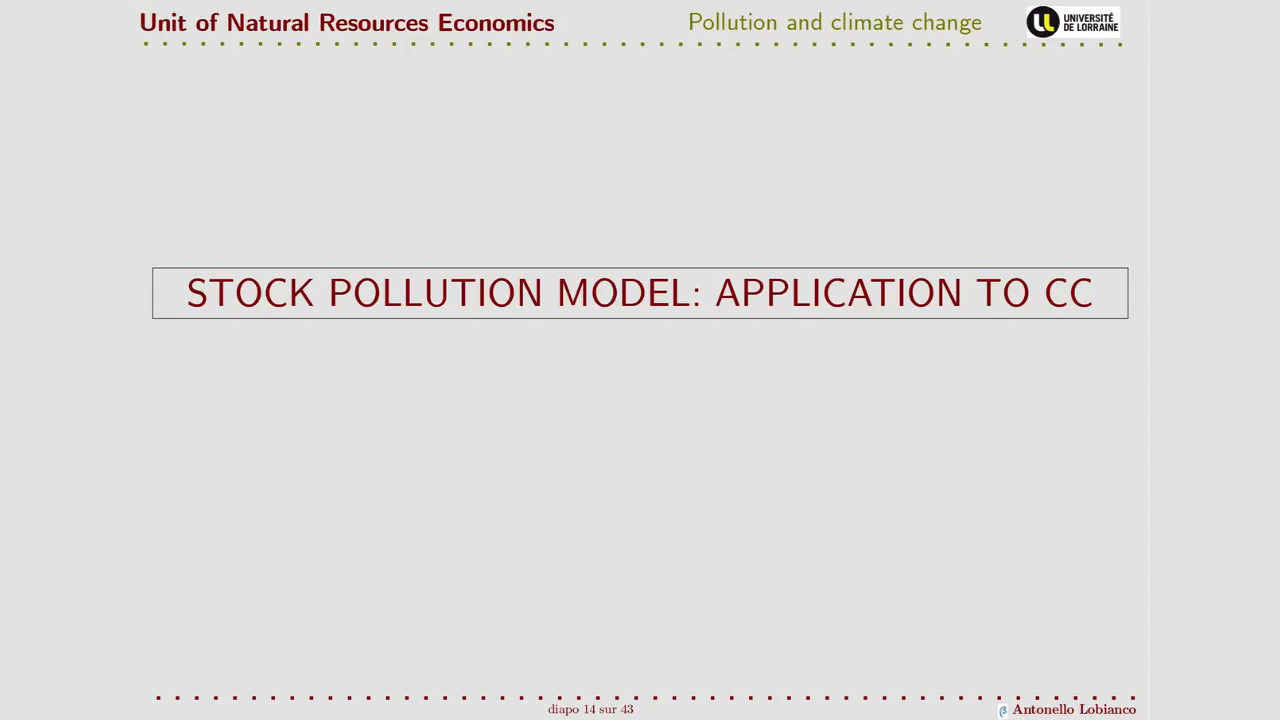 Unit of Natural Resources Economics
Pollution and climate change
UNIVERSITÉ
DE LORRAINE
STOCK POLLUTION MODEL: APPLICATION TO CC
diapo 14 sur 43
Antonello Lobianco